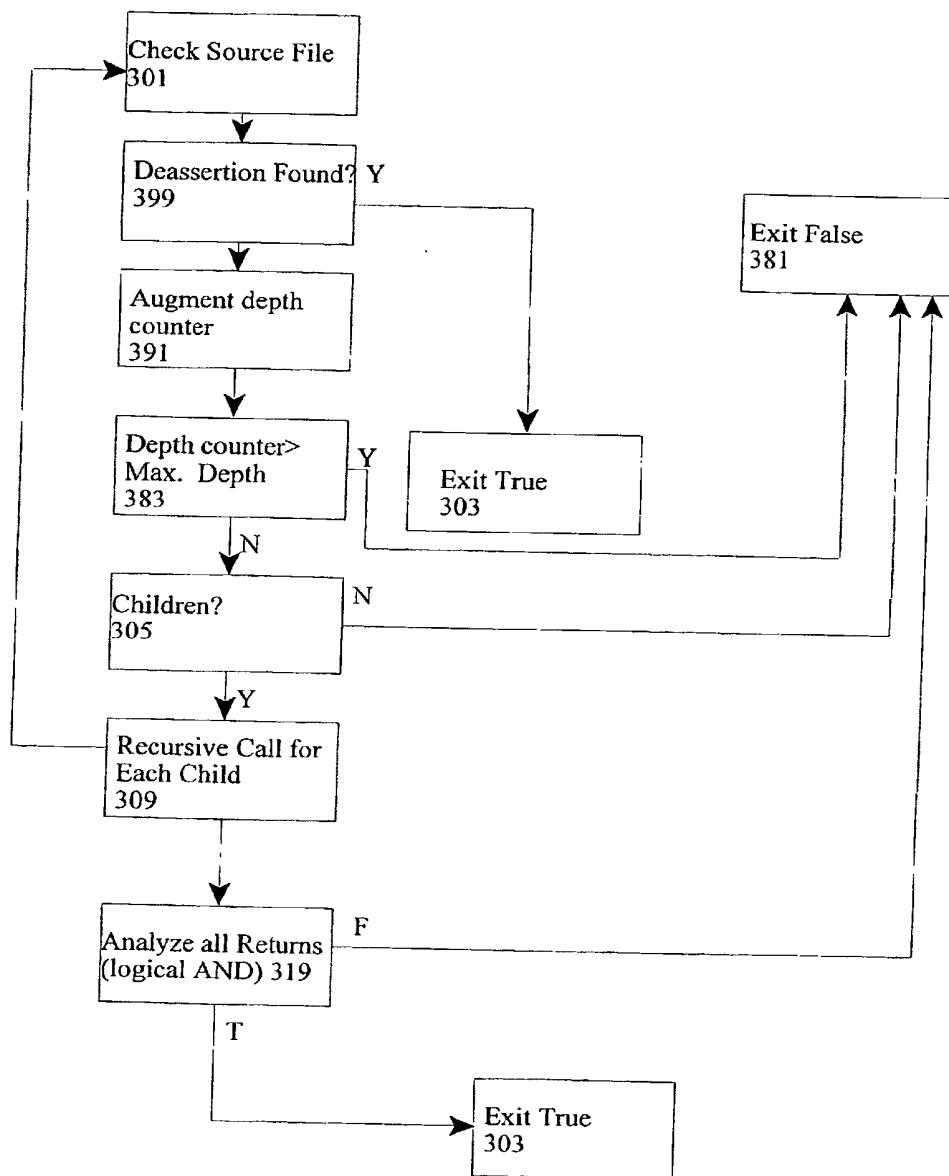 Check Source File
301
Deassertion Found? Y
399
Exit False
381
Augment depth
counter
391
Depth counter>
Max. Depth
383
Y
Exit True
303
N
Children?
305
N
Y
Recursive Call for
Each Child
309
Analyze all Returns
(logical AND) 319
F
T
Exit True
303